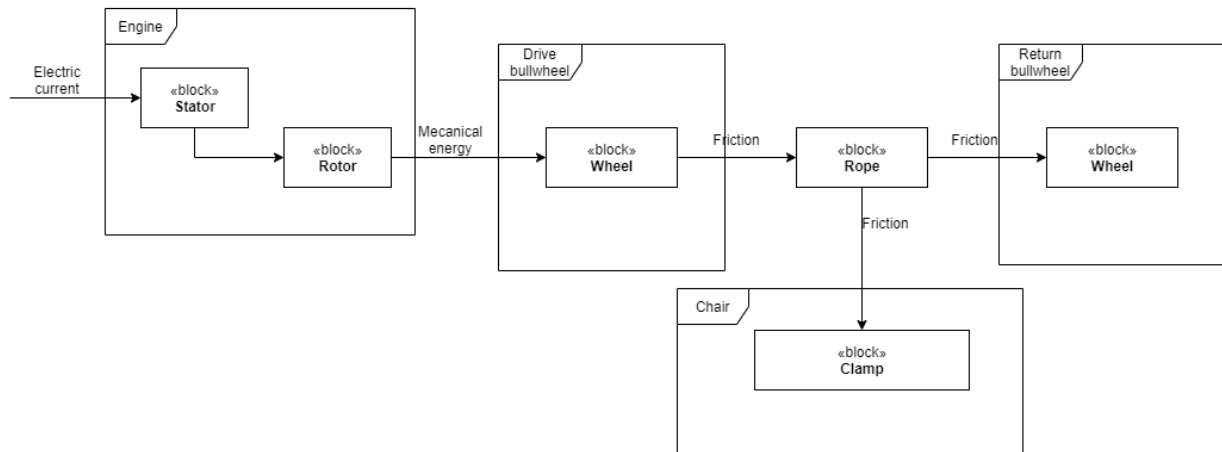 Engine
Electric
current
«block»
Stator
«block»
Rotor
Mecanical
energy
Drive
bullwheel
«block»
Wheel
Friction
«block»
Rope
Friction
Return
bullwheel
«block»
Wheel
Friction
Chair
«block»
Clamp